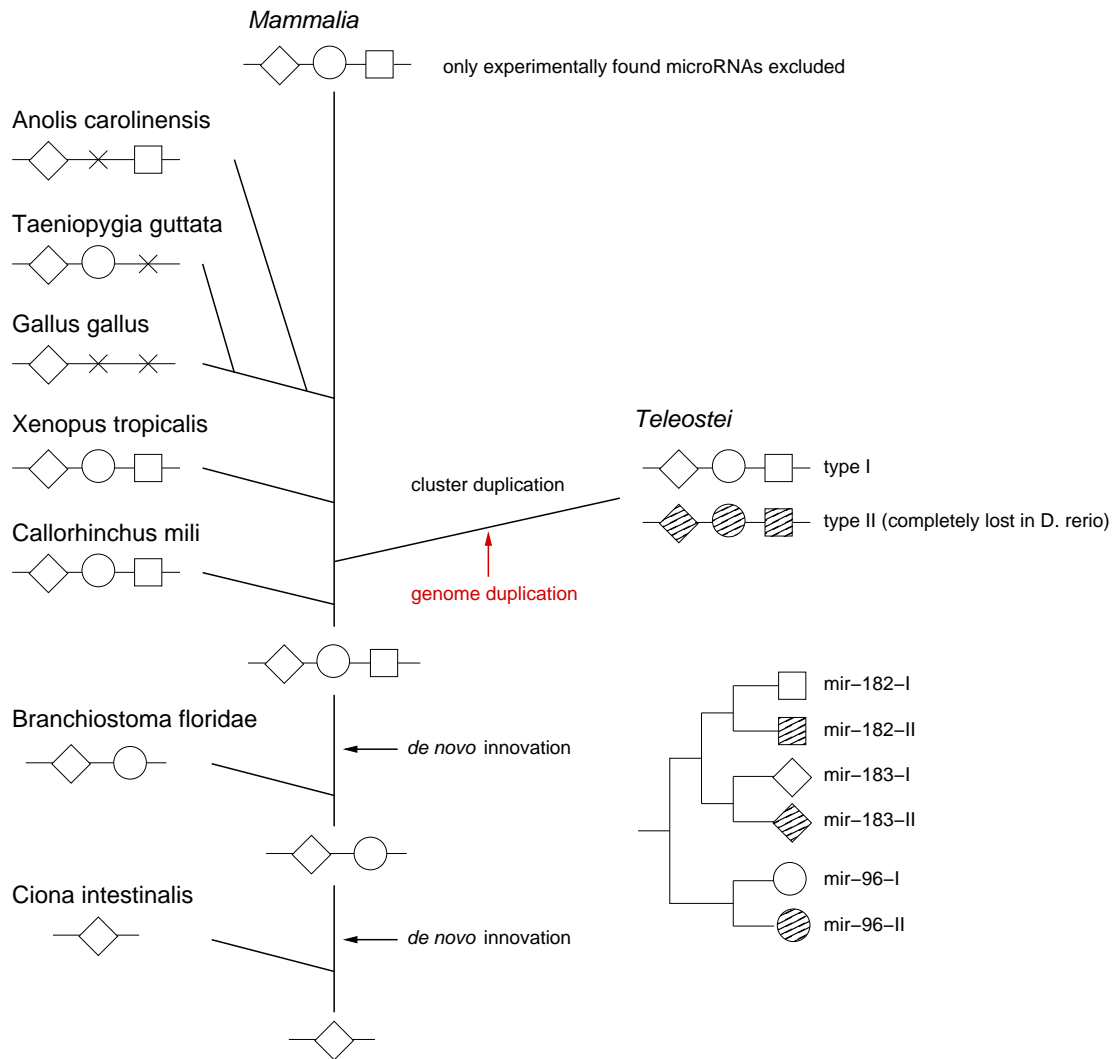 Mammalia
only experimentally found microRNAs excluded
Anolis carolinensis
Taeniopygia guttata
Gallus gallus
Xenopus tropicalis
Teleostei
type I
cluster duplication
type II (completely lost in D. rerio)
Callorhinchus mili
genome duplication
mir−182−I
Branchiostoma floridae
mir−182−II
de novo innovation
mir−183−I
mir−183−II
mir−96−I
Ciona intestinalis
mir−96−II
de novo innovation